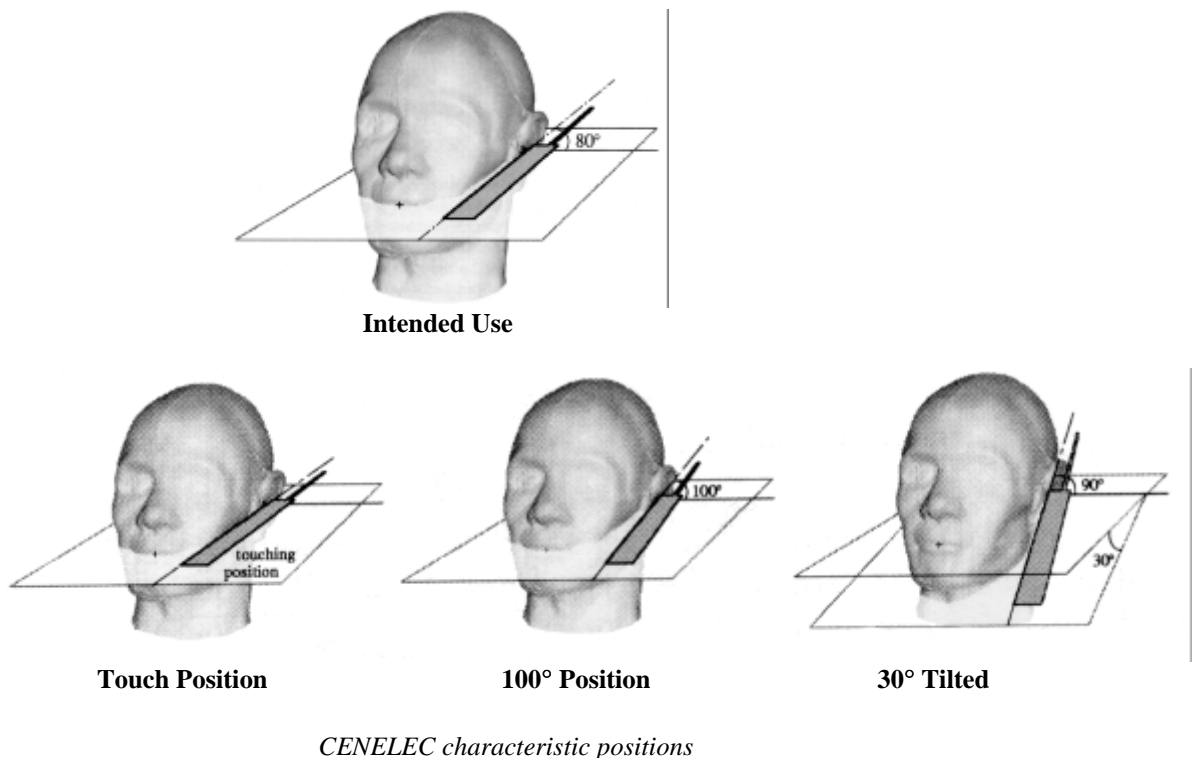 80°
Intended Use
touching
position
100°
90°
30°
Touch Position
100° Position
30° Tilted
CENELEC characteristic positions